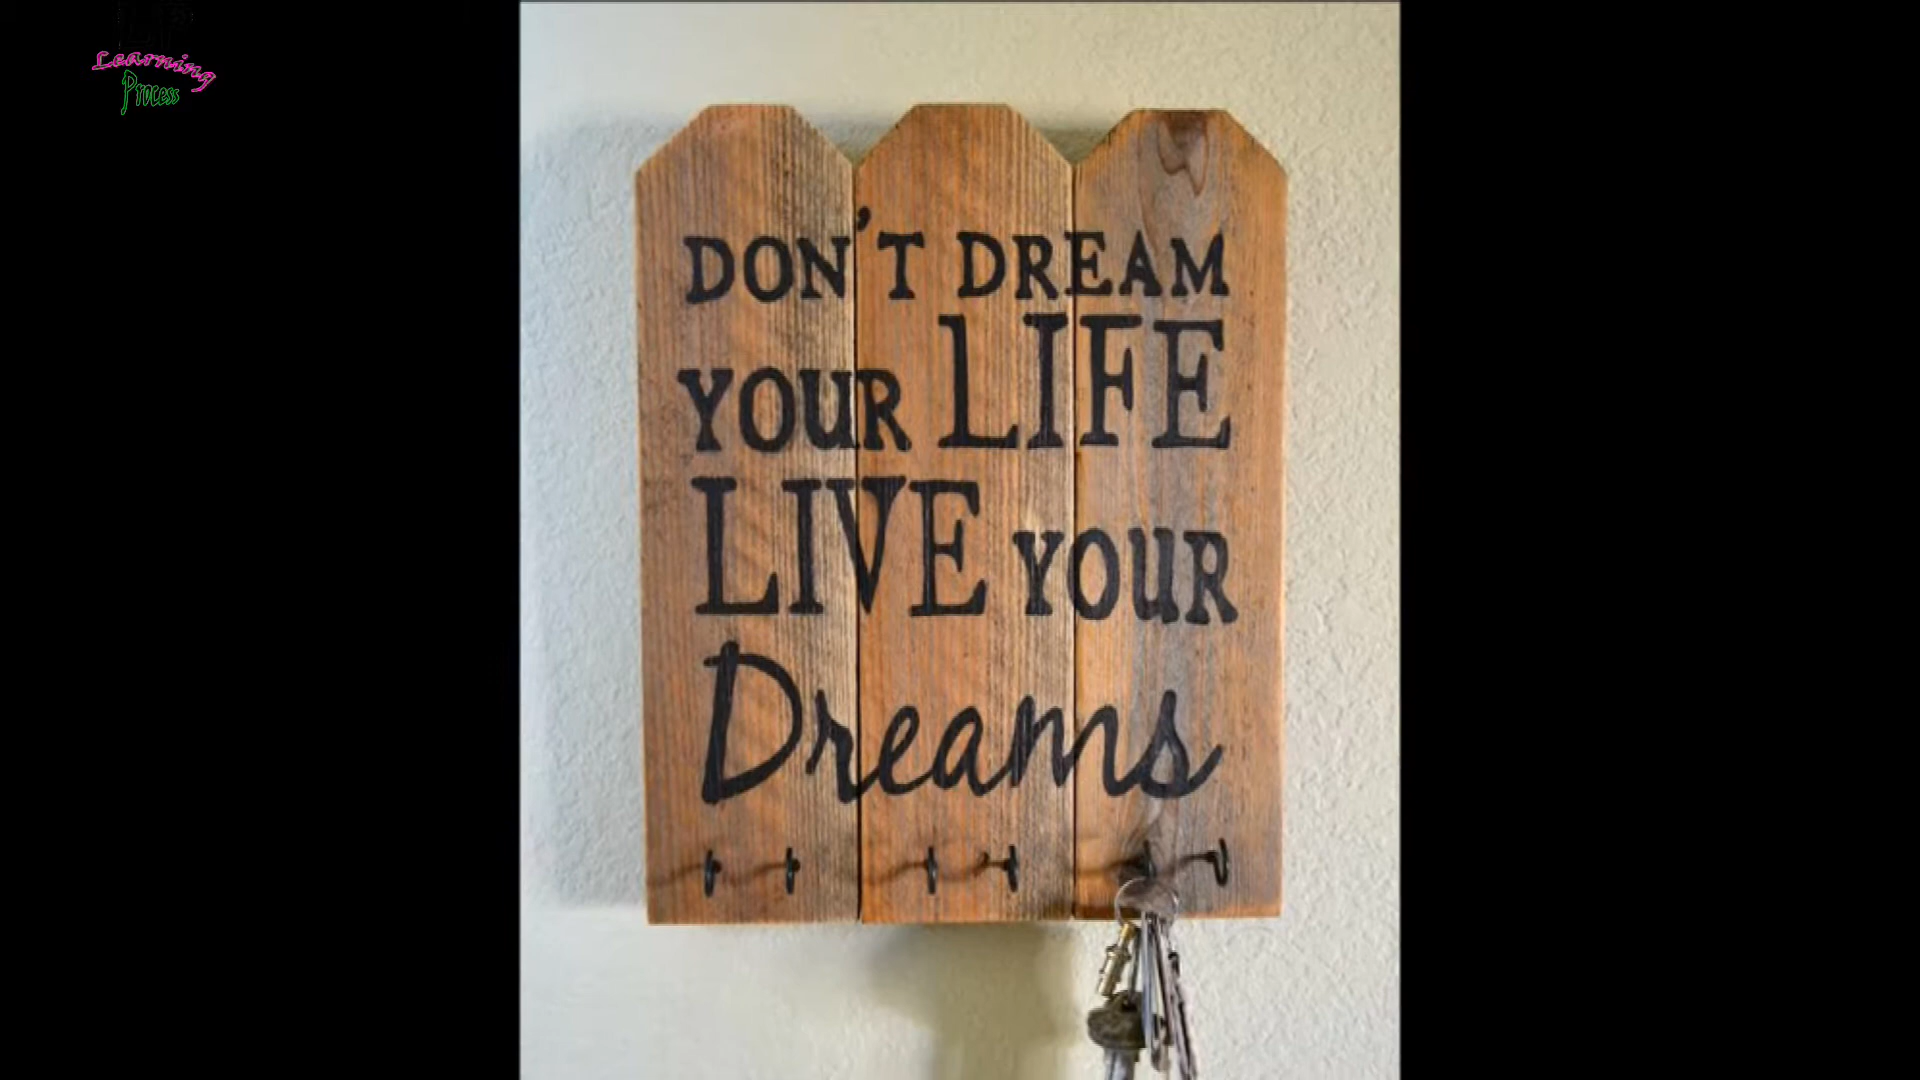 Learning
Process
DON'T DREAM
YOUR LIFE
LIVE YOUR
Dreams